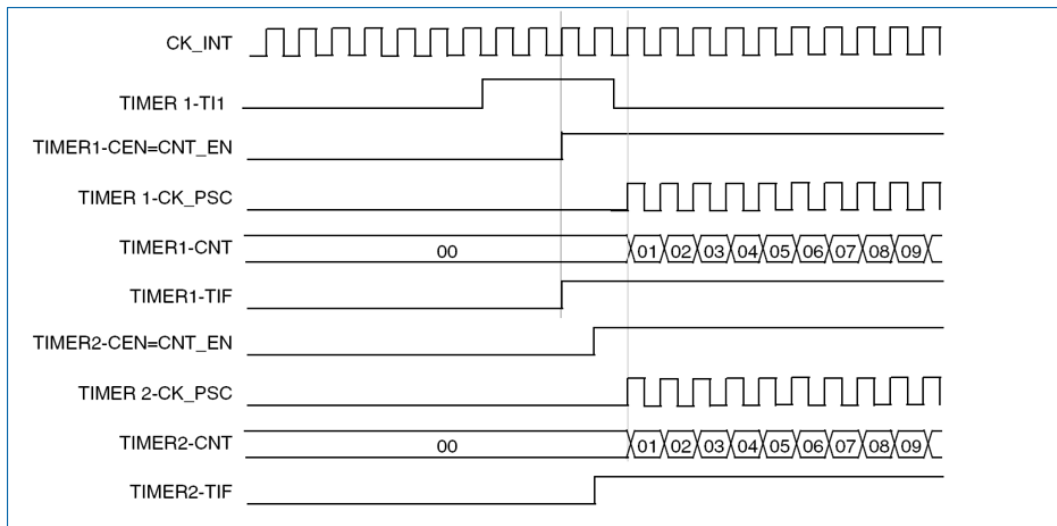 CK_INT
TIMER 1-TI1
TIMER1-CEN=CNT_EN
TIMER 1-CK_PSC
TIMER1-CNT 00 01 02 03 04 05 06 07 08 09
TIMER1-TIF
TIMER2-CEN=CNT_EN
TIMER 2-CK_PSC
TIMER2-CNT 00 01 02 03 04 05 06 07 08 09
TIMER2-TIF